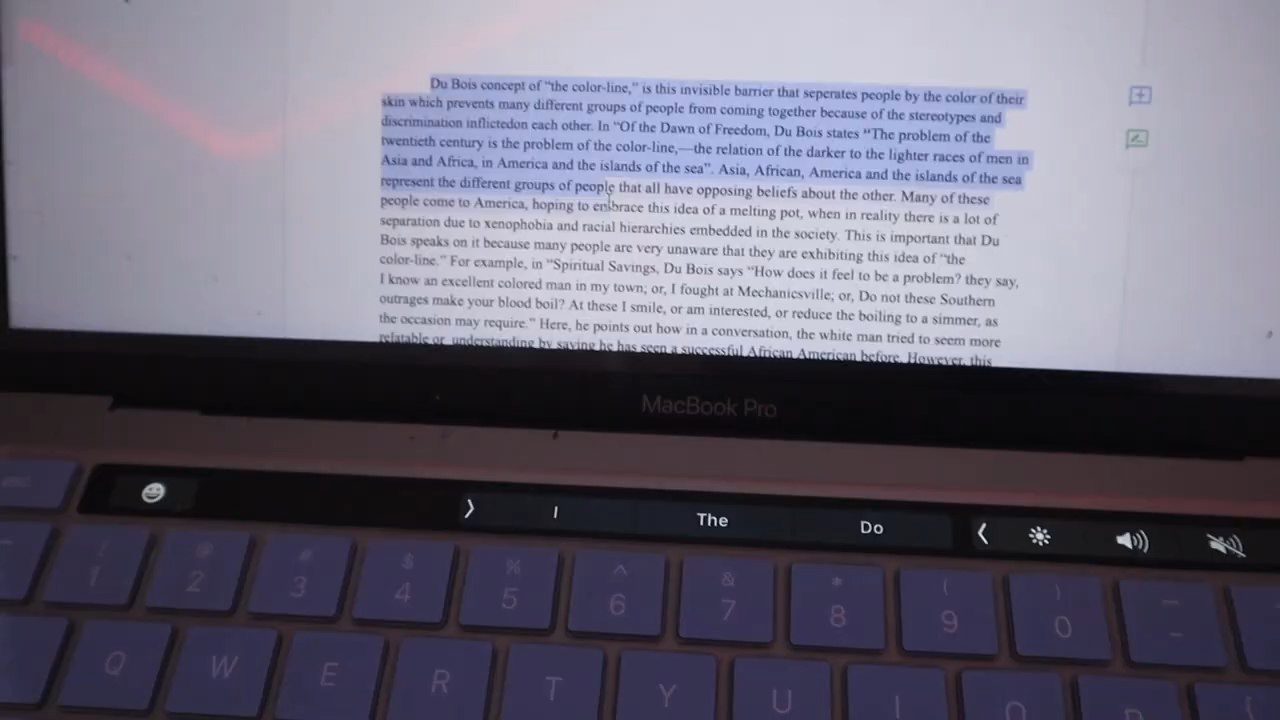 Du Bois concept of “the color-line,” is this invisible barrier that seperates people by the color of their
skin which prevents many different groups of people from coming together because of the stereotypes and
discrimination inflictedon each other. In “Of the Dawn of Freedom, Du Bois states “The problem of the
twentieth century is the problem of the color-line,—the relation of the darker to the lighter races of men in
Asia and Africa, in America and the islands of the sea”. Asia, African, America and the islands of the sea
represent the different groups of people that all have opposing beliefs about the other. Many of these
people come to America, hoping to embrace this idea of a melting pot, when in reality there is a lot of
separation due to xenophobia and racial hierarchies embedded in the society. This is important that Du
Bois speaks on it because many people are very unaware that they are exhibiting this idea of “the
color-line.” For example, in “Spiritual Savings, Du Bois says “How does it feel to be a problem? they say,
I know an excellent colored man in my town; or, I fought at Mechanicsville; or, Do not these Southern
outrages make your blood boil? At these I smile, or am interested, or reduce the boiling to a simmer, as
the occasion may require.” Here, he points out how in a conversation, the white man tried to seem more
relatable or understanding by saying he has seen a successful African American before. However, this
MacBook Pro
I The Do
! @ # $ % ^ & * ( )
1 2 3 4 5 6 7 8 9 0 -
Q W E R T Y U I O P